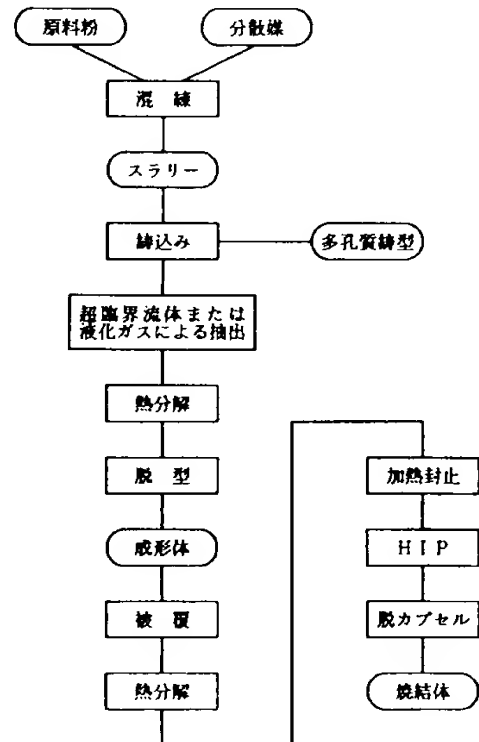 原料粉
分散媒
混練
スラリー
鋳込み
多孔質鋳型
超臨界流体または
液化ガスによる抽出
熱分解
脱型
成形体
被覆
熱分解
加熱封止
HIP
脱カプセル
焼結体